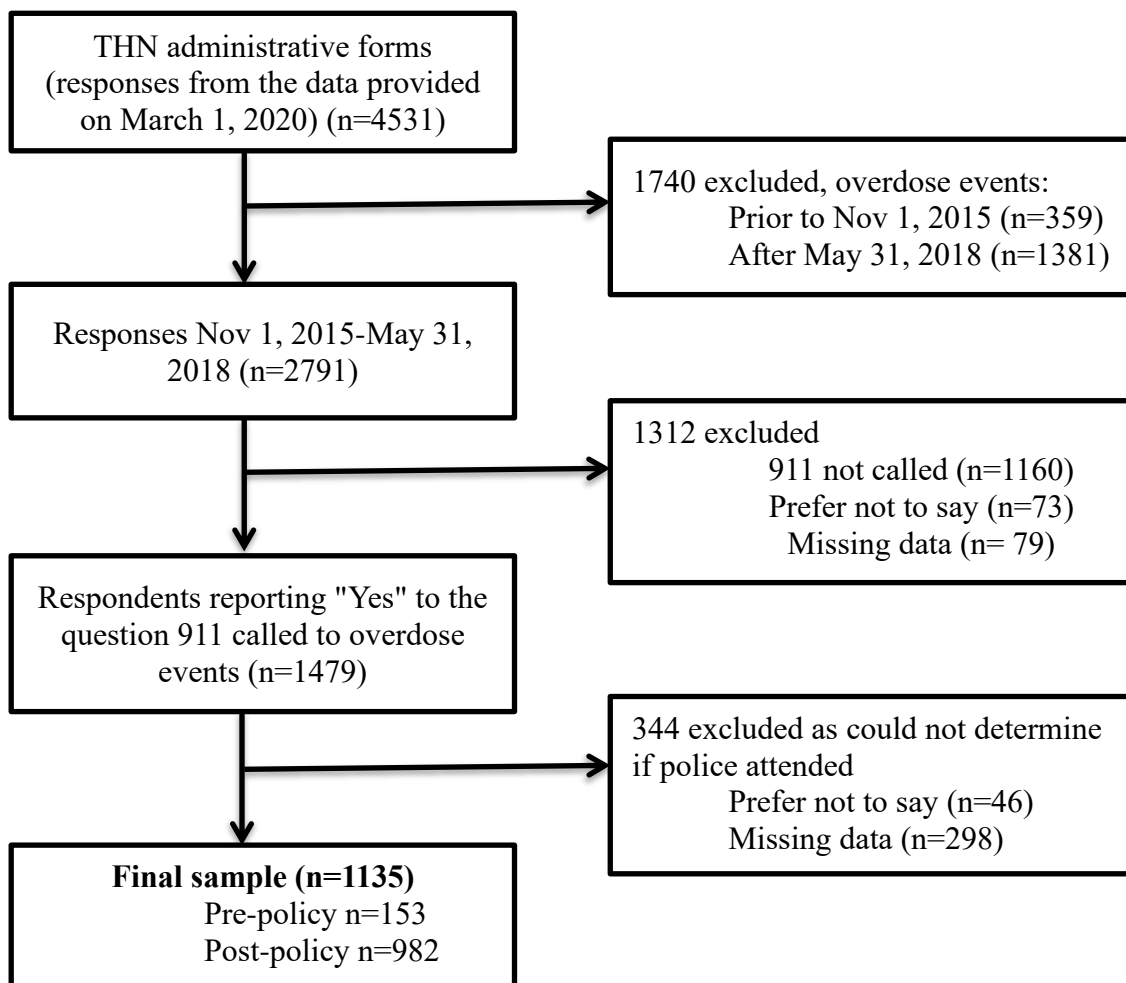 THN administrative forms
(responses from the data provided
on March 1, 2020) (n=4531)
1740 excluded, overdose events:
Prior to Nov 1, 2015 (n=359)
After May 31, 2018 (n=1381)
Responses Nov 1, 2015-May 31,
2018 (n=2791)
1312 excluded
911 not called (n=1160)
Prefer not to say (n=73)
Missing data (n= 79)
Respondents reporting "Yes" to the
question 911 called to overdose
events (n=1479)
344 excluded as could not determine
if police attended
Prefer not to say (n=46)
Missing data (n=298)
Final sample (n=1135)
Pre-policy n=153
Post-policy n=982